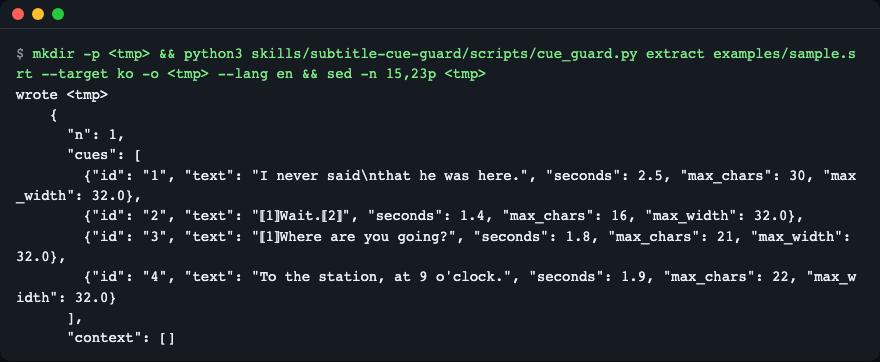 $ mkdir -p <tmp> && python3 skills/subtitle-cue-guard/scripts/cue_guard.py extract examples/sample.s
rt --target ko -o <tmp> --lang en && sed -n 15,23p <tmp>
wrote <tmp>
    {
      "n": 1,
      "cues": [
        {"id": "1", "text": "I never said\nthat he was here.", "seconds": 2.5, "max_chars": 30, "max
_width": 32.0},
        {"id": "2", "text": "⟦1⟧Wait.⟦2⟧", "seconds": 1.4, "max_chars": 16, "max_width": 32.0},
        {"id": "3", "text": "⟦1⟧Where are you going?", "seconds": 1.8, "max_chars": 21, "max_width":
32.0},
        {"id": "4", "text": "To the station, at 9 o'clock.", "seconds": 1.9, "max_chars": 22, "max_w
idth": 32.0}
      ],
      "context": []